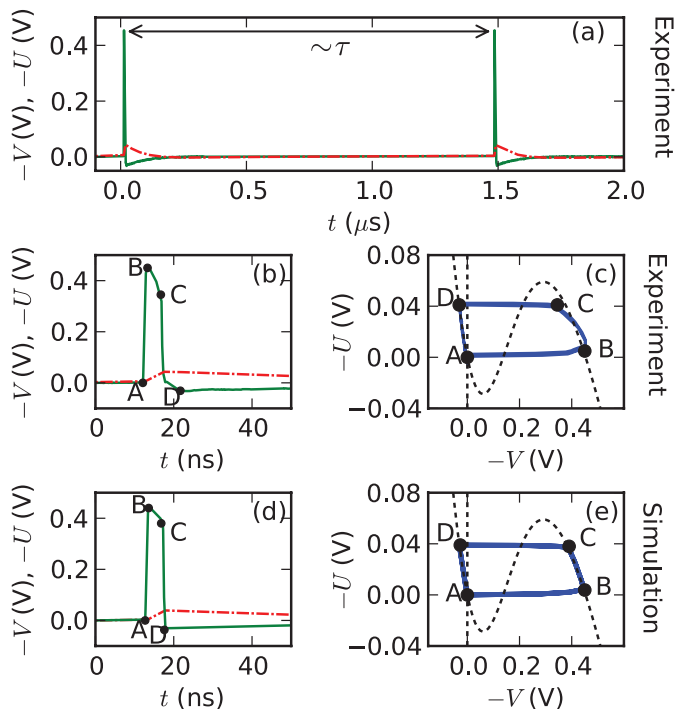 (a)
Experiment
−V (V), −U (V)
0.4
0.2
0.0
∼τ
0.0 0.5 1.0 1.5 2.0
t (μs)
(b)
−V (V), −U (V)
0.4
0.2
0.0
B
C
A
D
0 20 40
t (ns)
(c)
Experiment
−U (V)
0.08
0.04
0.00
−0.04
D
C
A
B
0.0 0.2 0.4
−V (V)
(d)
−V (V), −U (V)
0.4
0.2
0.0
B
C
A
D
0 20 40
t (ns)
(e)
Simulation
−U (V)
0.08
0.04
0.00
−0.04
D
C
A
B
0.0 0.2 0.4
−V (V)